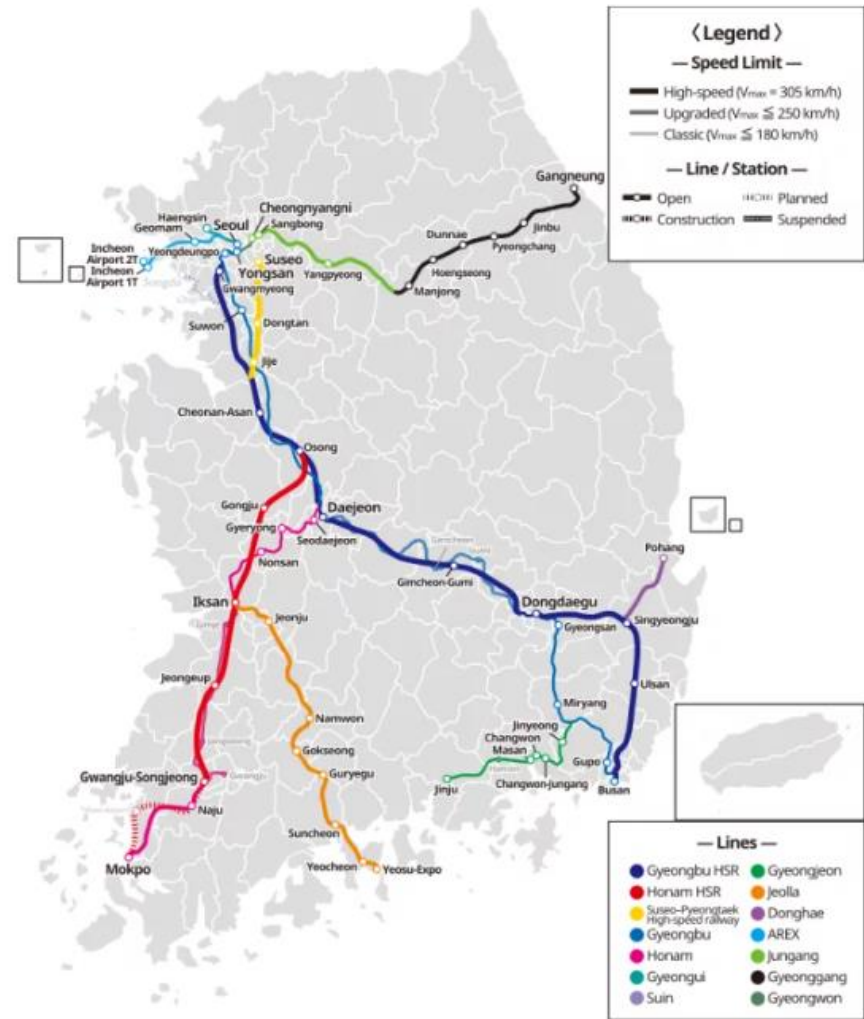 〈Legend〉
— Speed Limit —
High-speed (Vmax = 305 km/h)
Upgraded (Vmax ≦ 250 km/h)
Classic (Vmax ≦ 180 km/h)
— Line / Station —
Open
Planned
Construction
Suspended
Gangneung
Jinbu
Pyeongchang
Dunnae
Hoengseong
Manjong
Cheongnyangni
Sangbong
Yangpyeong
Haengsin
Seoul
Geomam
Yeongdeungpo
Incheon
Airport 2T
Incheon
Airport 1T
Suseo
Yongsan
Gwangmyeong
Suwon
Dongtan
Jije
Cheonan-Asan
Osong
Gongju
Daejeon
Gyeryong
Seodaejeon
Nonsan
Gimcheon-Gumi
Pohang
Iksan
Jeonju
Dongdaegu
Gyeongsan
Singyeongju
Jeongeup
Ulsan
Namwon
Miryang
Jinyeong
Changwon
Masan
Gokseong
Gupo
Gwangju-Songjeong
Guryegu
Jinju
Changwon-Jungang
Busan
Naju
Suncheon
Mokpo
Yeocheon
Yeosu-Expo
— Lines —
Gyeongbu HSR
Honam HSR
Suseo–Pyeongtaek
High-speed railway
Gyeongbu
Honam
Gyeongui
Suin
Gyeongjeon
Jeolla
Donghae
AREX
Jungang
Gyeonggang
Gyeongwon